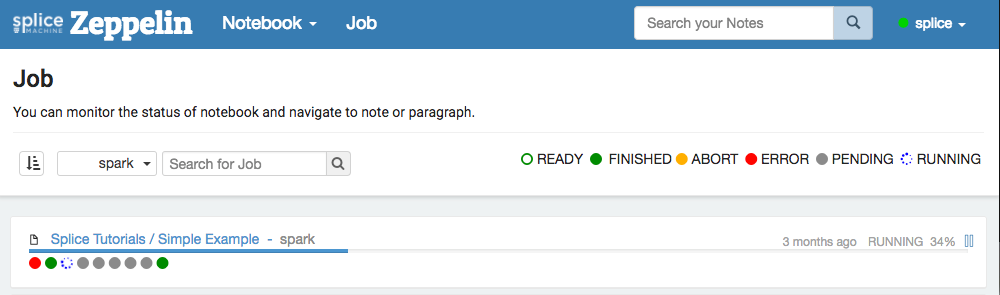 splice MACHINE Zeppelin Notebook Job Search your Notes splice
Job
You can monitor the status of notebook and navigate to note or paragraph.
spark Search for Job READY FINISHED ABORT ERROR PENDING RUNNING
Splice Tutorials / Simple Example - spark 3 months ago RUNNING 34%